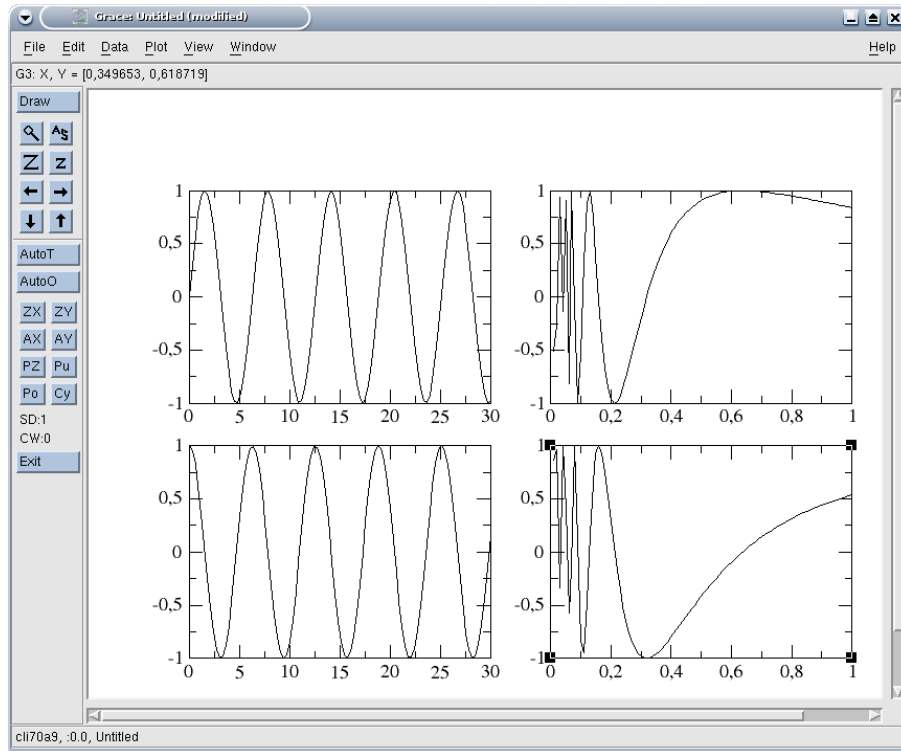 Grace: Untitled (modified)
File Edit Data Plot View Window Help
G3: X, Y = [0,349653, 0,618719]
Draw
AS
Z z
AutoT
AutoO
ZX ZY
AX AY
PZ Pu
Po Cy
SD:1
CW:0
Exit
1
0,5
0
-0,5
-1
0 5 10 15 20 25 30
1
0,5
0
-0,5
-1
0 0,2 0,4 0,6 0,8 1
1
0,5
0
-0,5
-1
0 5 10 15 20 25 30
1
0,5
0
-0,5
-1
0 0,2 0,4 0,6 0,8 1
cli70a9, :0.0, Untitled